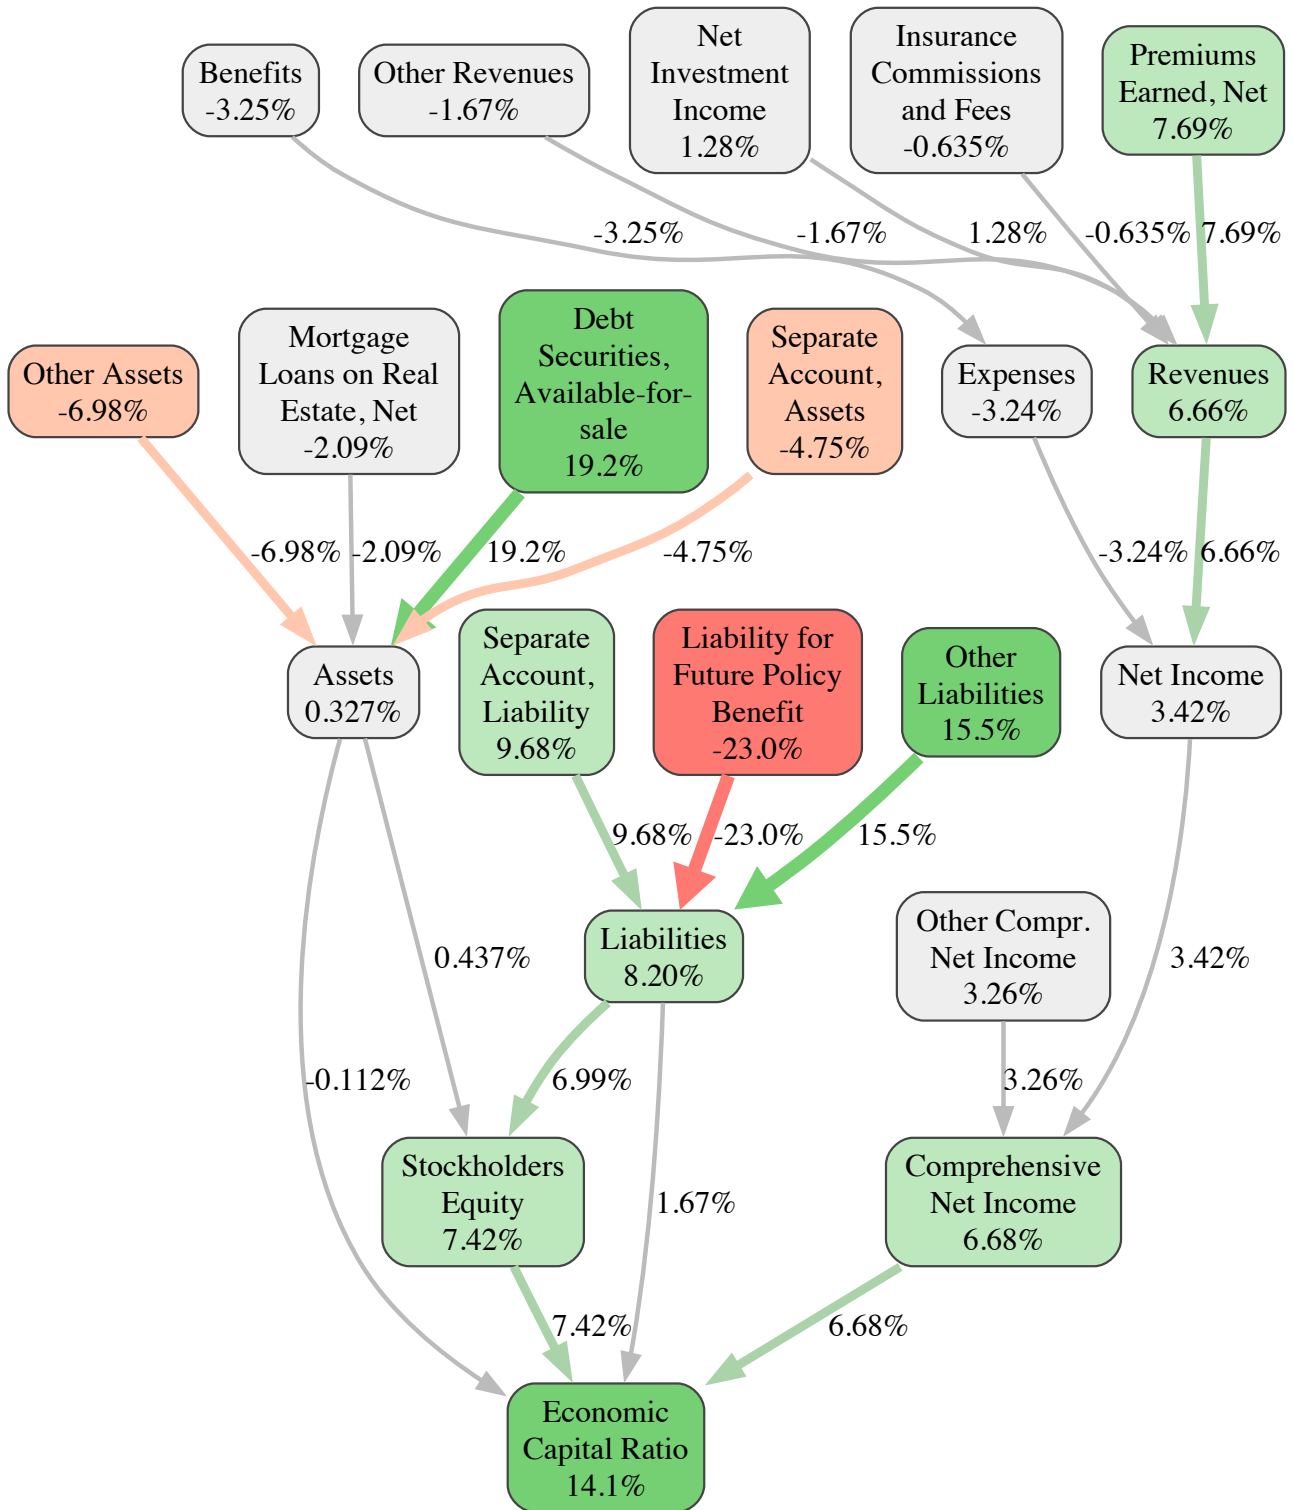 Benefits
-3.25%
Other Revenues
-1.67%
Net
Investment
Income
1.28%
Insurance
Commissions
and Fees
-0.635%
Premiums
Earned, Net
7.69%
-3.25%
-1.67%
1.28%
-0.635%
7.69%
Other Assets
-6.98%
Mortgage
Loans on Real
Estate, Net
-2.09%
Debt
Securities,
Available-for-
sale
19.2%
Separate
Account,
Assets
-4.75%
Expenses
-3.24%
Revenues
6.66%
-6.98%
-2.09%
19.2%
-4.75%
-3.24%
6.66%
Assets
0.327%
Separate
Account,
Liability
9.68%
Liability for
Future Policy
Benefit
-23.0%
Other
Liabilities
15.5%
Net Income
3.42%
9.68%
-23.0%
15.5%
Liabilities
8.20%
Other Compr.
Net Income
3.26%
0.437%
3.42%
-0.112%
6.99%
3.26%
Stockholders
Equity
7.42%
1.67%
Comprehensive
Net Income
6.68%
7.42%
6.68%
Economic
Capital Ratio
14.1%